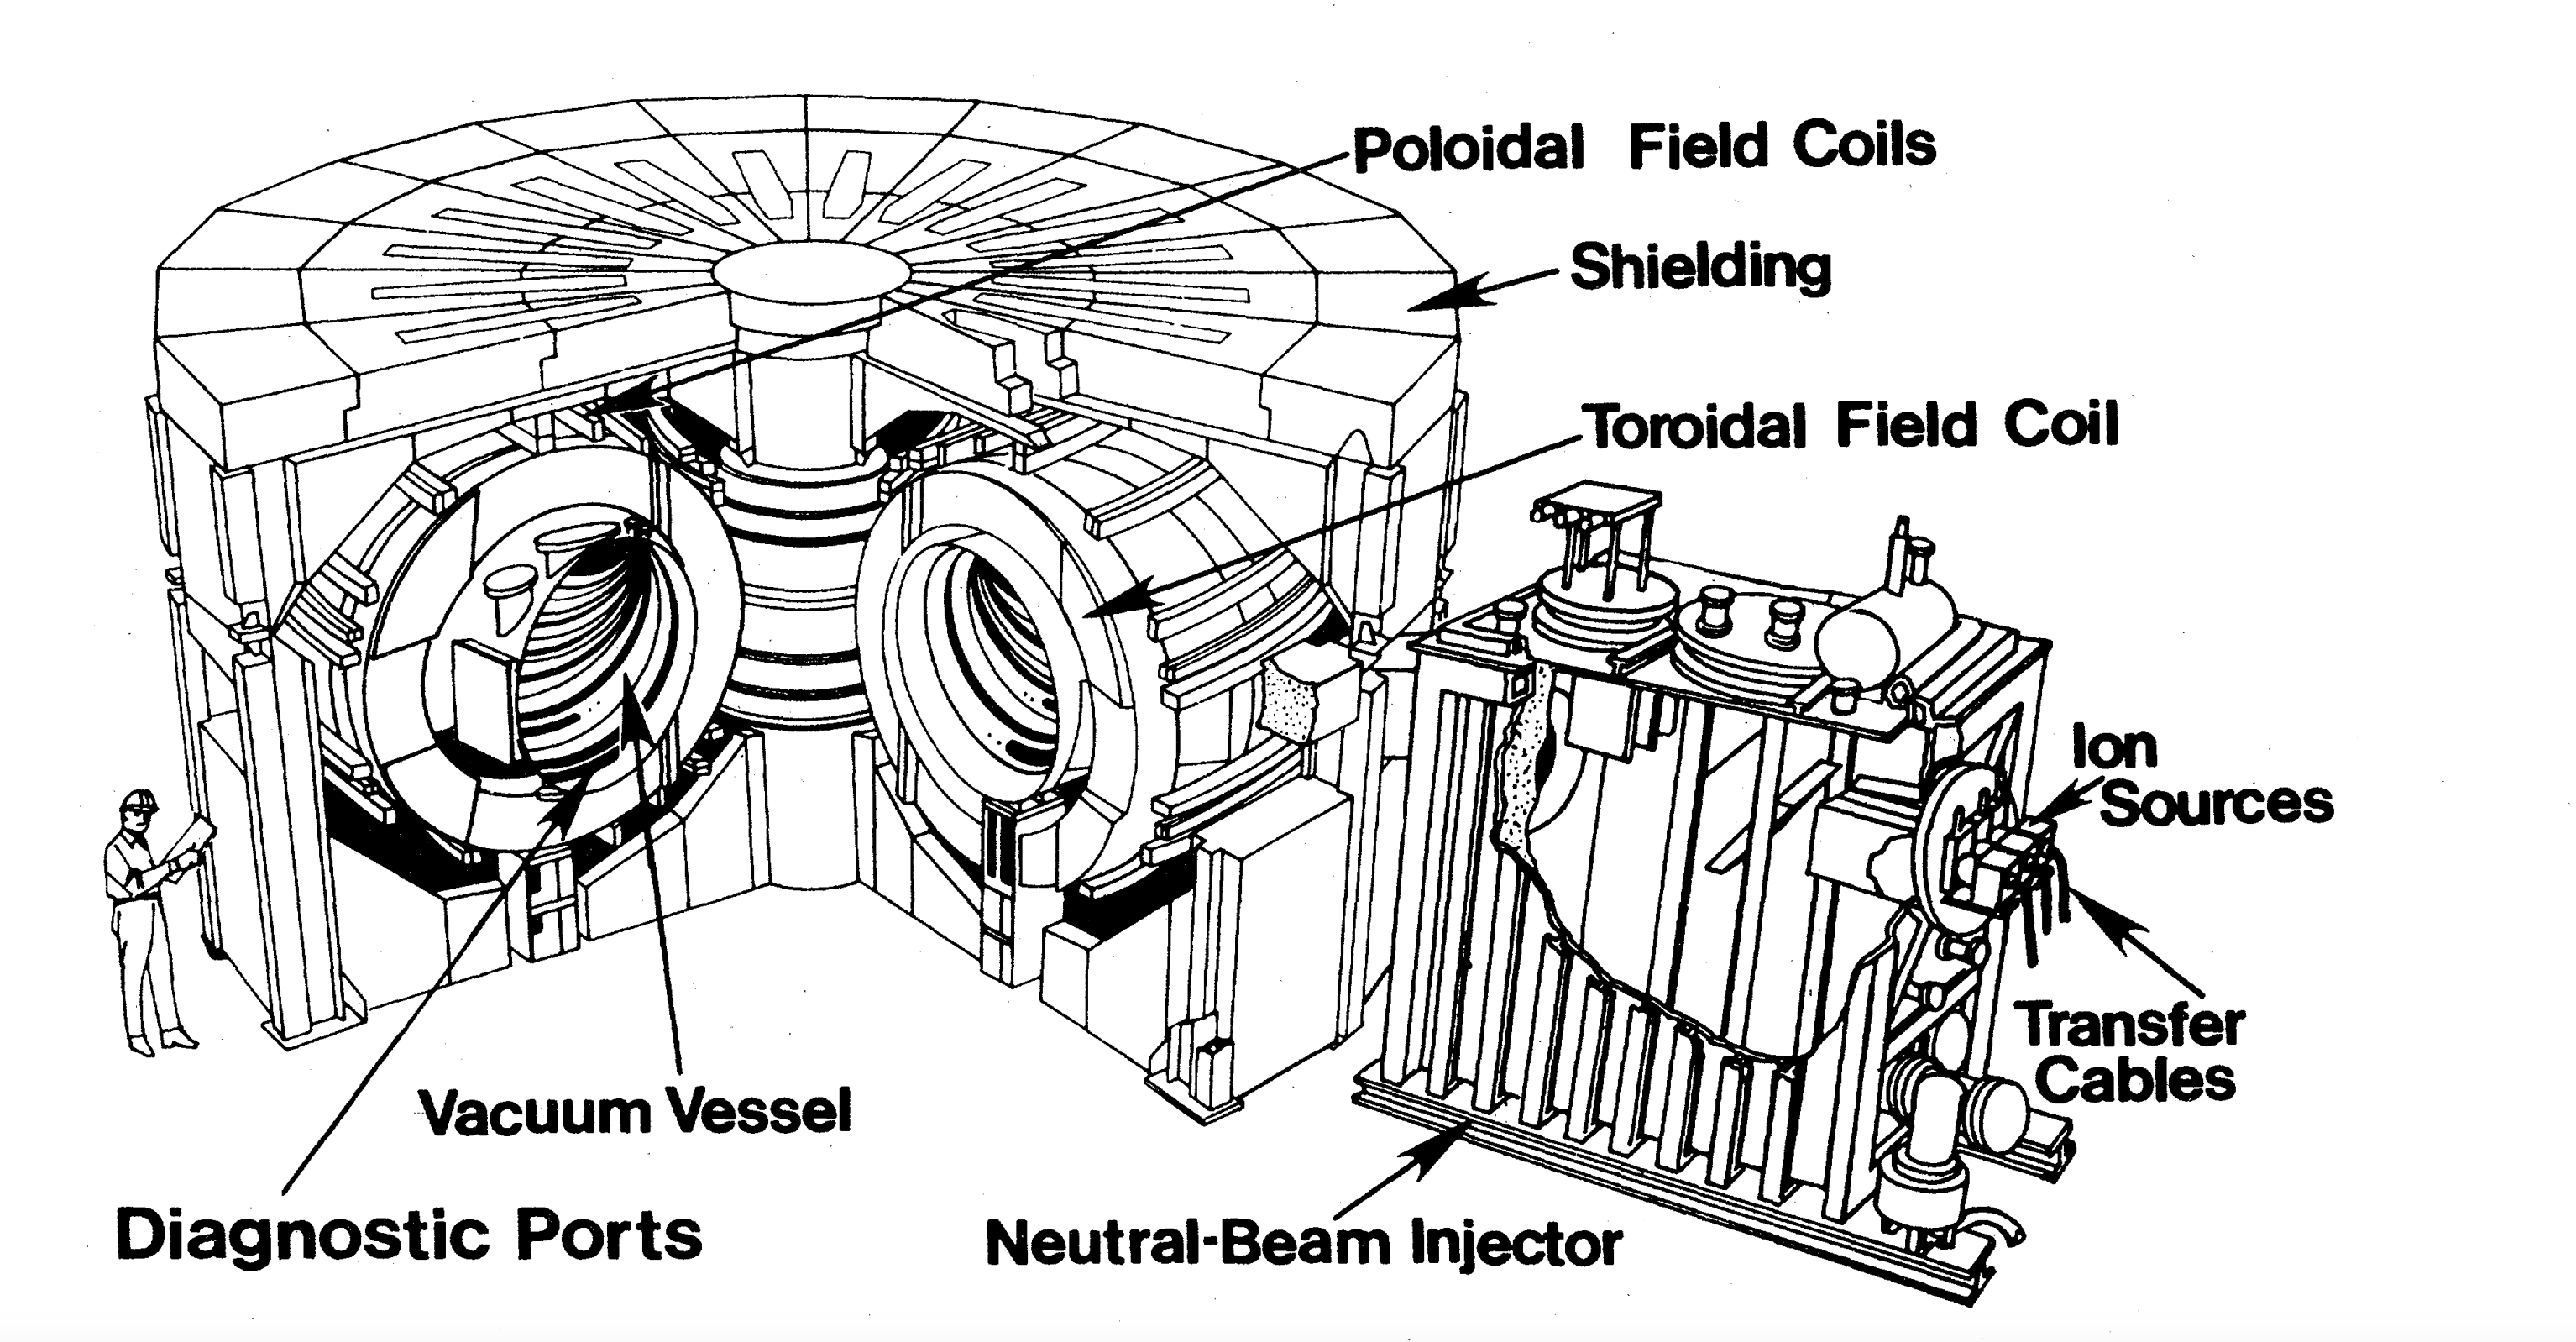 Poloidal Field Coils
Shielding
Toroidal Field Coil
Ion
Sources
Transfer
Cables
Vacuum Vessel
Diagnostic Ports
Neutral-Beam Injector